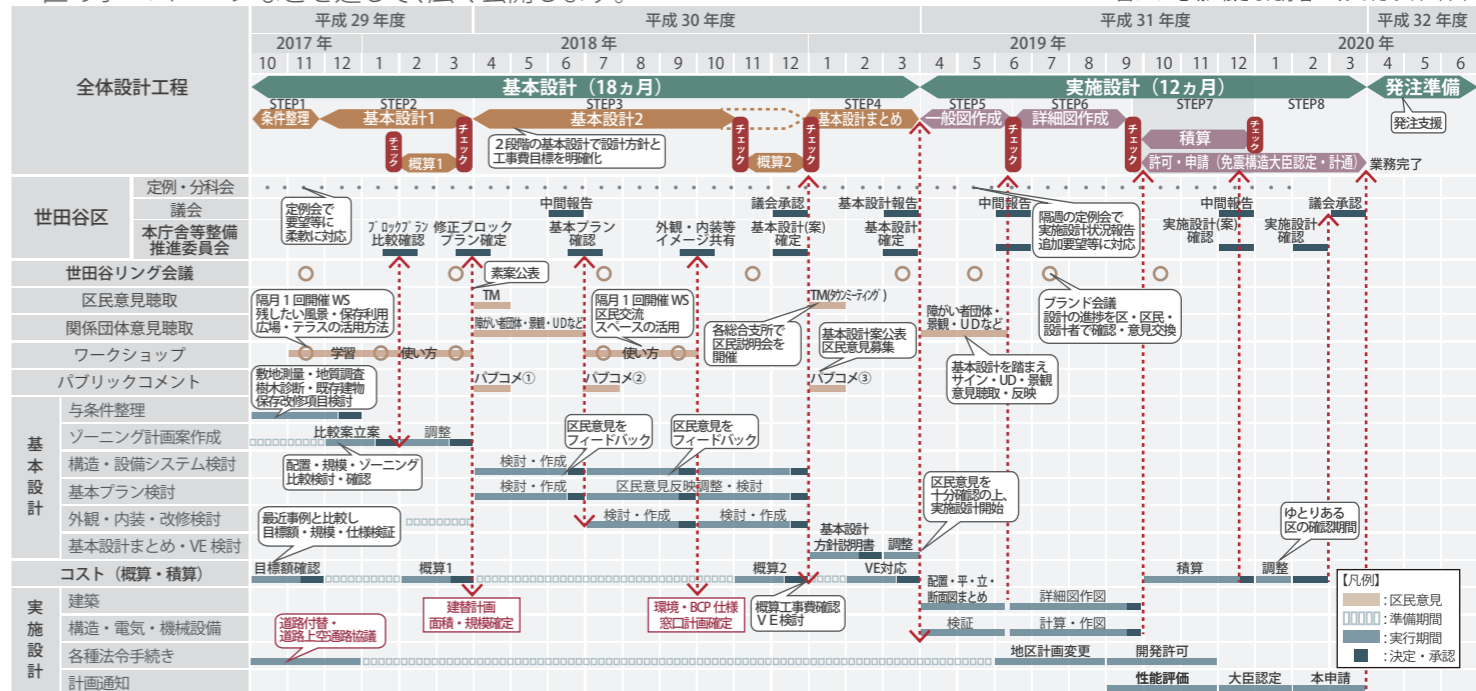 平成 29 年度
平成 30 年度
平成 31 年度
平成 32 年度
2017 年
2018 年
2019 年
2020 年
全体設計工程
10 11 12 1 2 3 4 5 6 7 8 9 10 11 12 1 2 3 4 5 6 7 8 9 10 11 12 1 2 3 4 5 6
基本設計（18ヵ月）
実施設計（12ヵ月）
発注準備
STEP1
STEP2
STEP3
STEP4
STEP5
STEP6
STEP7
STEP8
条件整理
基本設計1
基本設計2
基本設計まとめ
一般図作成
詳細図作成
発注支援
チェック
チェック
チェック
チェック
チェック
チェック
チェック
概算1
２段階の基本設計で設計方針と
工事費目標を明確化
概算2
積算
許可・申請（免震構造大臣認定・計通）
業務完了
世田谷区
定例・分科会
議会
本庁舎等整備
推進委員会
定例会で
要望等に
柔軟に対応
中間報告
議会承認
基本設計報告
中間報告
隔週の定例会で
実施設計状況報告
追加要望等に対応
中間報告
議会承認
ブロックプラン
比較確認
修正ブロック
プラン確定
基本プラン
確認
外観・内装等
イメージ共有
基本設計(案)
確定
基本設計
確定
実施設計(案)
確認
実施設計
確認
世田谷リング会議
素案公表
区民意見聴取
隔月１回開催 WS
残したい風景・保存利用
広場・テラスの活用方法
TM
隔月１回開催 WS
区民交流
スペースの活用
TM(タウンミーティング)
ブランド会議
設計の進捗を区・区民・
設計者で確認・意見交換
関係団体意見聴取
障がい者団体・景観・UDなど
各総合支所で
区民説明会を
開催
基本設計案公表
区民意見募集
障がい者団体・
景観・UDなど
ワークショップ
学習
使い方
使い方
基本設計を踏まえ
サイン・UD・景観
意見聴取・反映
パブリックコメント
敷地測量・地質調査
樹木診断・既存建物
保存改修項目検討
パブコメ①
パブコメ②
パブコメ③
基本設計
与条件整理
ゾーニング計画案作成
比較案立案
調整
区民意見を
フィードバック
区民意見を
フィードバック
構造・設備システム検討
配置・規模・ゾーニング
比較検討・確認
検討・作成
基本プラン検討
検討・作成
区民意見反映調整・検討
区民意見を
十分確認の上、
実施設計開始
外観・内装・改修検討
最近事例と比較し
目標額・規模・仕様検証
検討・作成
検討・作成
ゆとりある
区の確認期間
基本設計まとめ・VE 検討
基本設計
方針説明書
調整
コスト（概算・積算）
目標額確認
概算1
概算2
VE対応
積算
調整
実施設計
建築
建替計画
面積・規模確定
環境・BCP 仕様
窓口計画確定
概算工事費確認
ＶＥ検討
配置・平・立・
断面図まとめ
詳細図作図
構造・電気・機械設備
道路付替・
道路上空通路協議
検証
計算・作図
各種法令手続き
地区計画変更
開発許可
計画通知
性能評価
大臣認定
本申請
【凡例】
：区民意見
：準備期間
：実行期間
：決定・承認